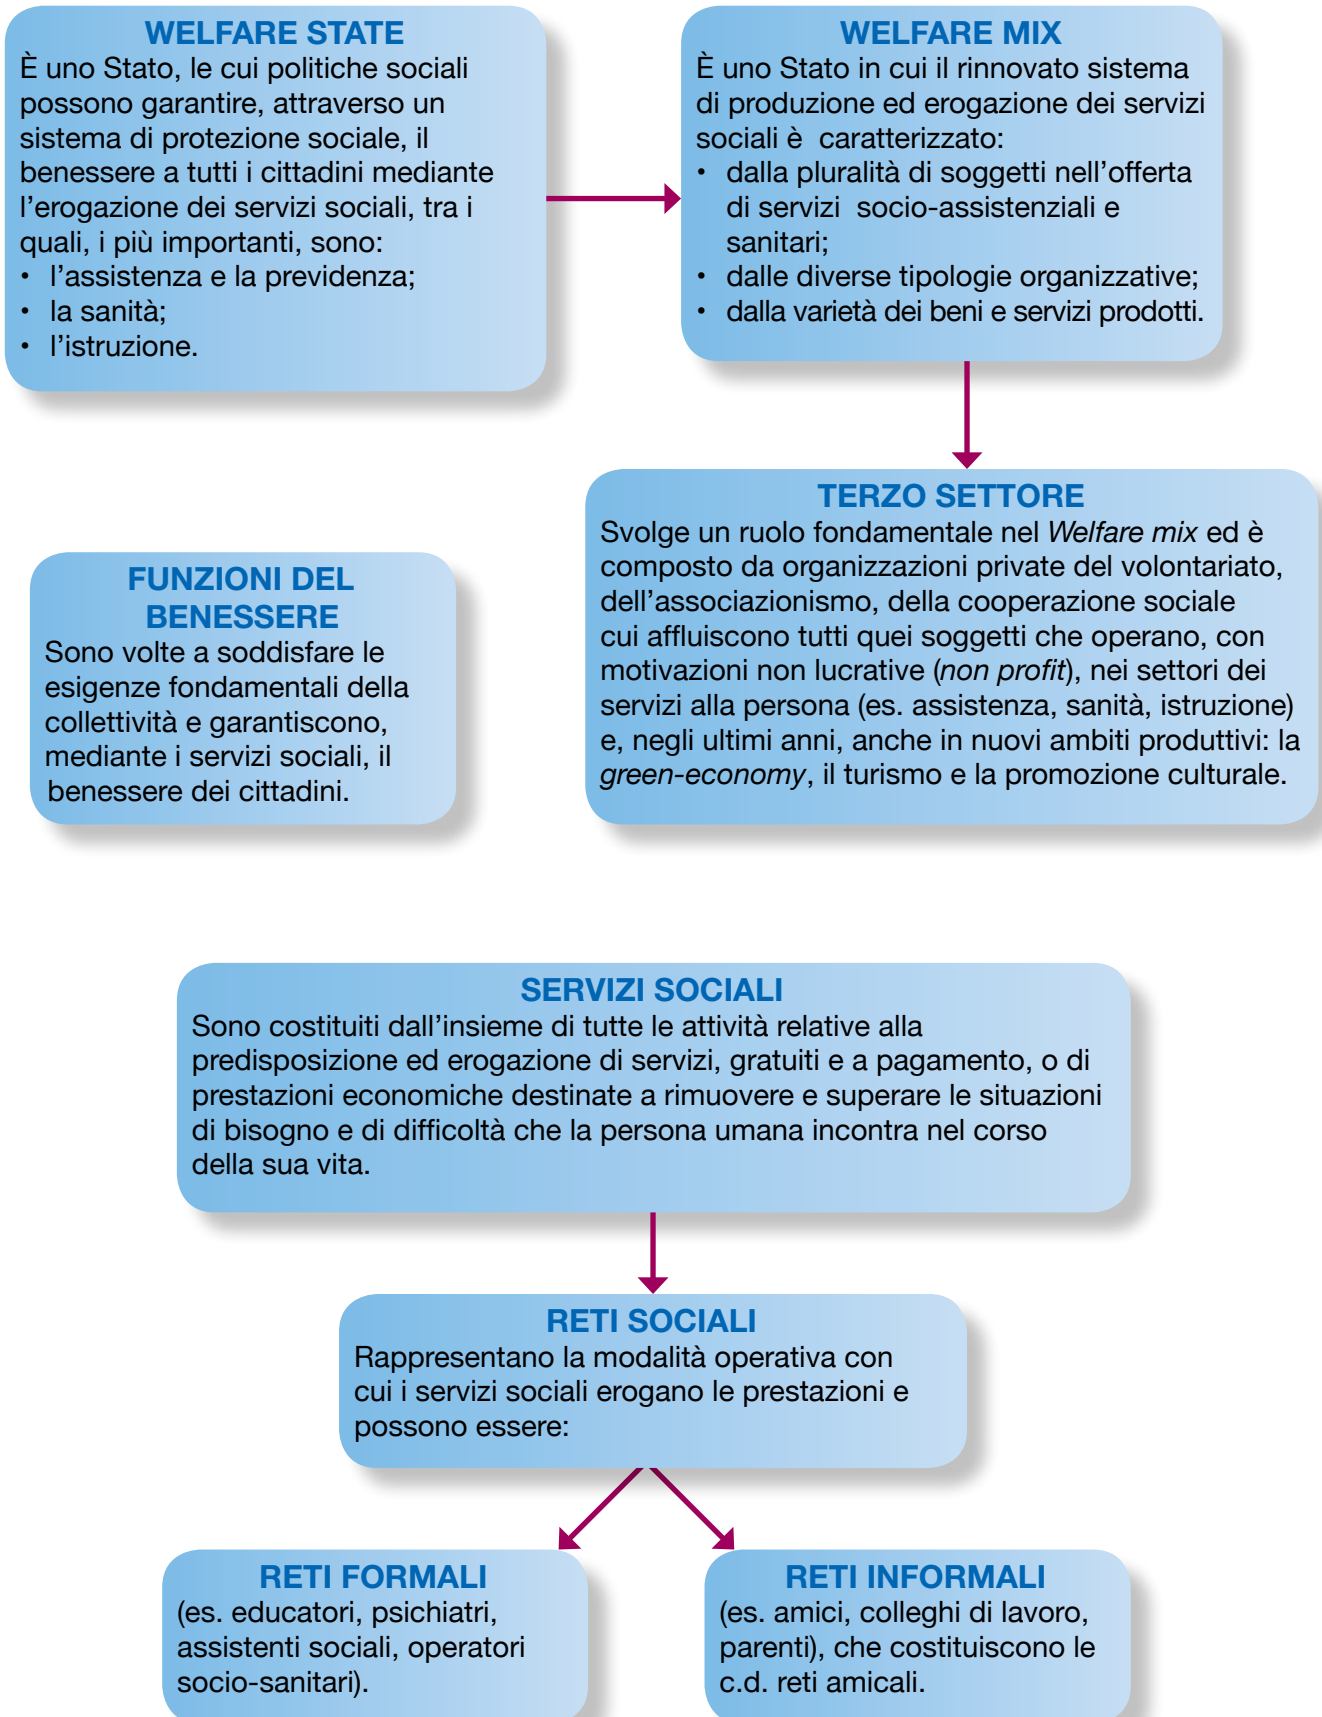 WELFARE STATE
È uno Stato, le cui politiche sociali
possono garantire, attraverso un
sistema di protezione sociale, il
benessere a tutti i cittadini mediante
l'erogazione dei servizi sociali, tra i
quali, i più importanti, sono:
• l'assistenza e la previdenza;
• la sanità;
• l'istruzione.
WELFARE MIX
È uno Stato in cui il rinnovato sistema
di produzione ed erogazione dei servizi
sociali è caratterizzato:
• dalla pluralità di soggetti nell'offerta
di servizi socio-assistenziali e
sanitari;
• dalle diverse tipologie organizzative;
• dalla varietà dei beni e servizi prodotti.
TERZO SETTORE
Svolge un ruolo fondamentale nel Welfare mix ed è
composto da organizzazioni private del volontariato,
dell'associazionismo, della cooperazione sociale
cui affluiscono tutti quei soggetti che operano, con
motivazioni non lucrative (non profit), nei settori dei
servizi alla persona (es. assistenza, sanità, istruzione)
e, negli ultimi anni, anche in nuovi ambiti produttivi: la
green-economy, il turismo e la promozione culturale.
FUNZIONI DEL
BENESSERE
Sono volte a soddisfare le
esigenze fondamentali della
collettività e garantiscono,
mediante i servizi sociali, il
benessere dei cittadini.
SERVIZI SOCIALI
Sono costituiti dall'insieme di tutte le attività relative alla
predisposizione ed erogazione di servizi, gratuiti e a pagamento, o di
prestazioni economiche destinate a rimuovere e superare le situazioni
di bisogno e di difficoltà che la persona umana incontra nel corso
della sua vita.
RETI SOCIALI
Rappresentano la modalità operativa con
cui i servizi sociali erogano le prestazioni e
possono essere:
RETI FORMALI
(es. educatori, psichiatri,
assistenti sociali, operatori
socio-sanitari).
RETI INFORMALI
(es. amici, colleghi di lavoro,
parenti), che costituiscono le
c.d. reti amicali.